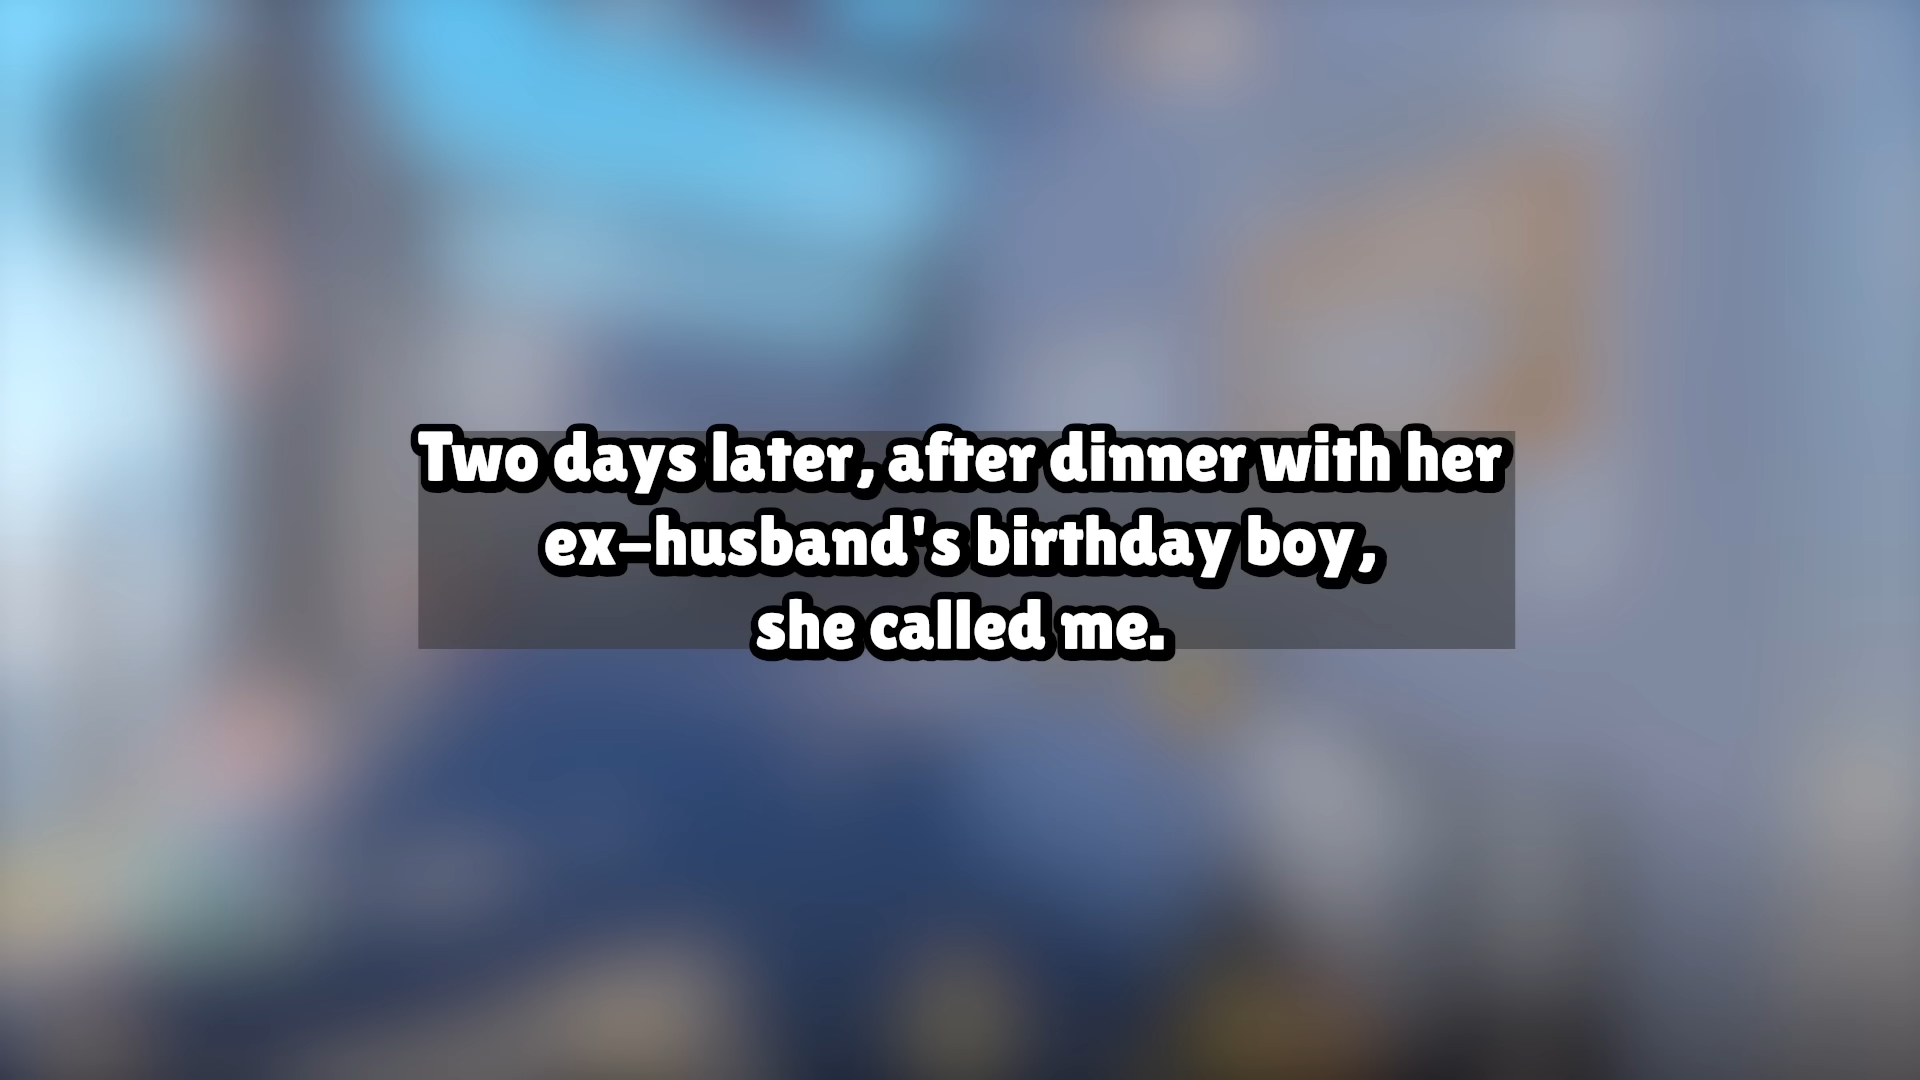 Two days later, after dinner with her
ex-husband's birthday boy,
she called me.